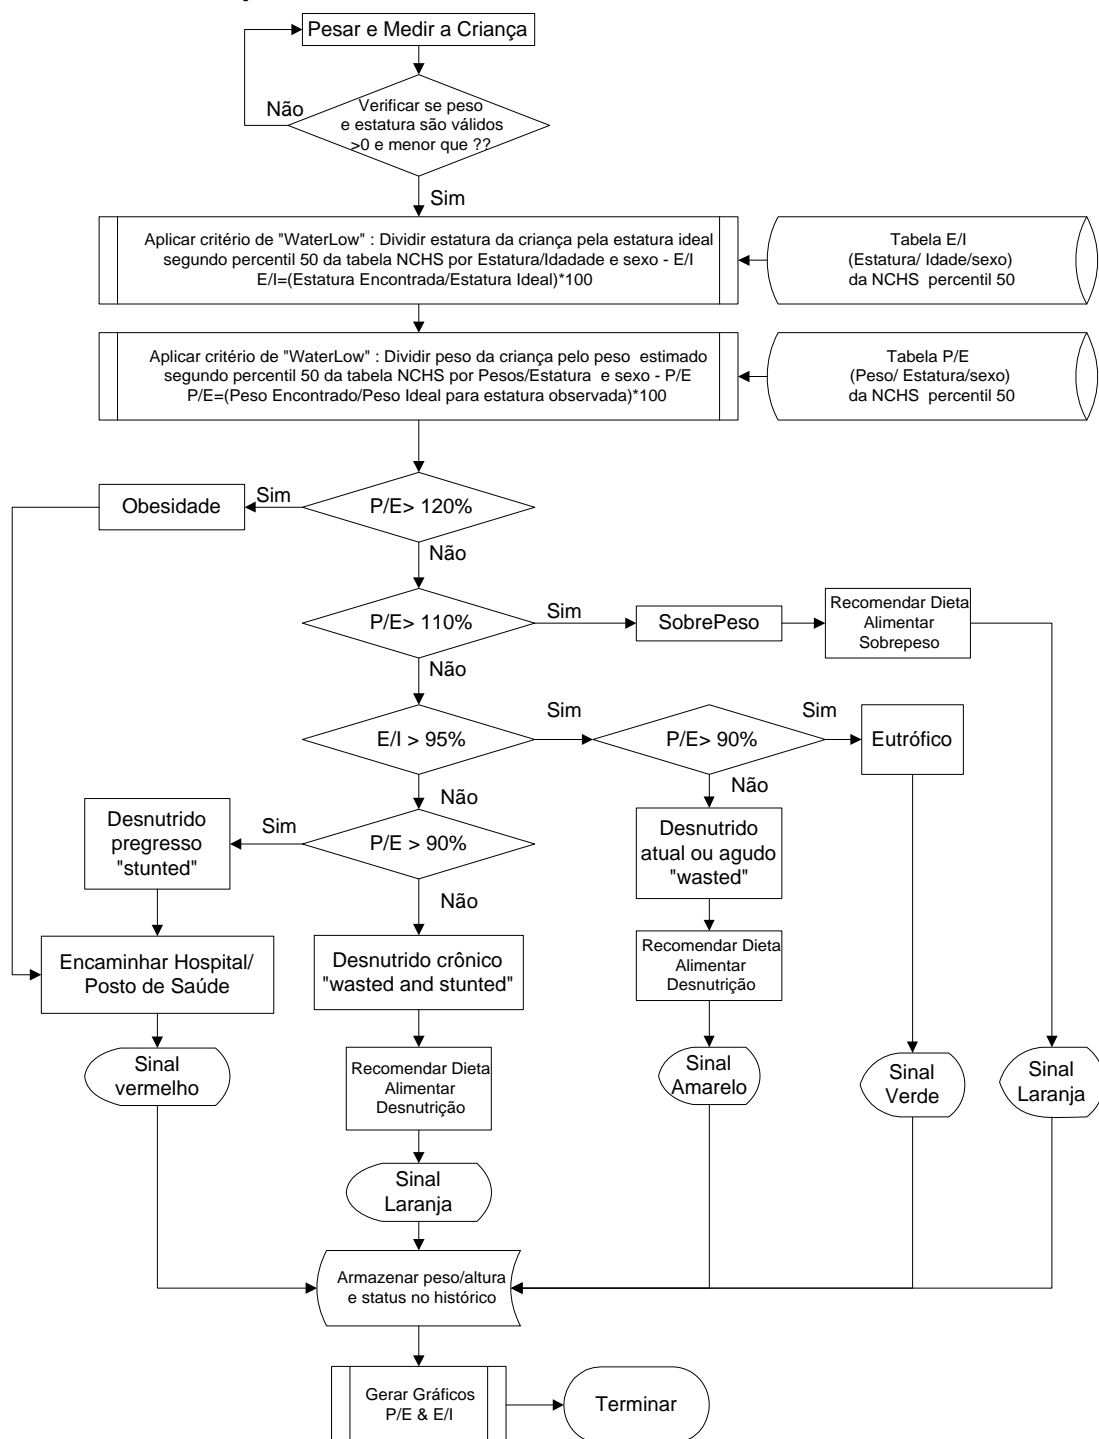 Pesar e Medir a Criança
Não
Verificar se peso
e estatura são válidos
>0 e menor que ??
Sim
Aplicar critério de "WaterLow" : Dividir estatura da criança pela estatura ideal
segundo percentil 50 da tabela NCHS por Estatura/Idadade e sexo - E/I
E/I=(Estatura Encontrada/Estatura Ideal)*100
Tabela E/I
(Estatura/ Idade/sexo)
da NCHS percentil 50
Aplicar critério de "WaterLow" : Dividir peso da criança pelo peso estimado
segundo percentil 50 da tabela NCHS por Pesos/Estatura e sexo - P/E
P/E=(Peso Encontrado/Peso Ideal para estatura observada)*100
Tabela P/E
(Peso/ Estatura/sexo)
da NCHS percentil 50
Obesidade
Sim
P/E> 120%
Não
P/E> 110%
Sim
SobrePeso
Recomendar Dieta
Alimentar
Sobrepeso
Não
E/I > 95%
Sim
P/E> 90%
Sim
Eutrófico
Não
Não
Desnutrido
pregresso
"stunted"
Sim
P/E > 90%
Desnutrido
atual ou agudo
"wasted"
Não
Encaminhar Hospital/
Posto de Saúde
Desnutrido crônico
"wasted and stunted"
Recomendar Dieta
Alimentar
Desnutrição
Sinal
vermelho
Recomendar Dieta
Alimentar
Desnutrição
Sinal
Amarelo
Sinal
Verde
Sinal
Laranja
Sinal
Laranja
Armazenar peso/altura
e status no histórico
Gerar Gráficos
P/E & E/I
Terminar